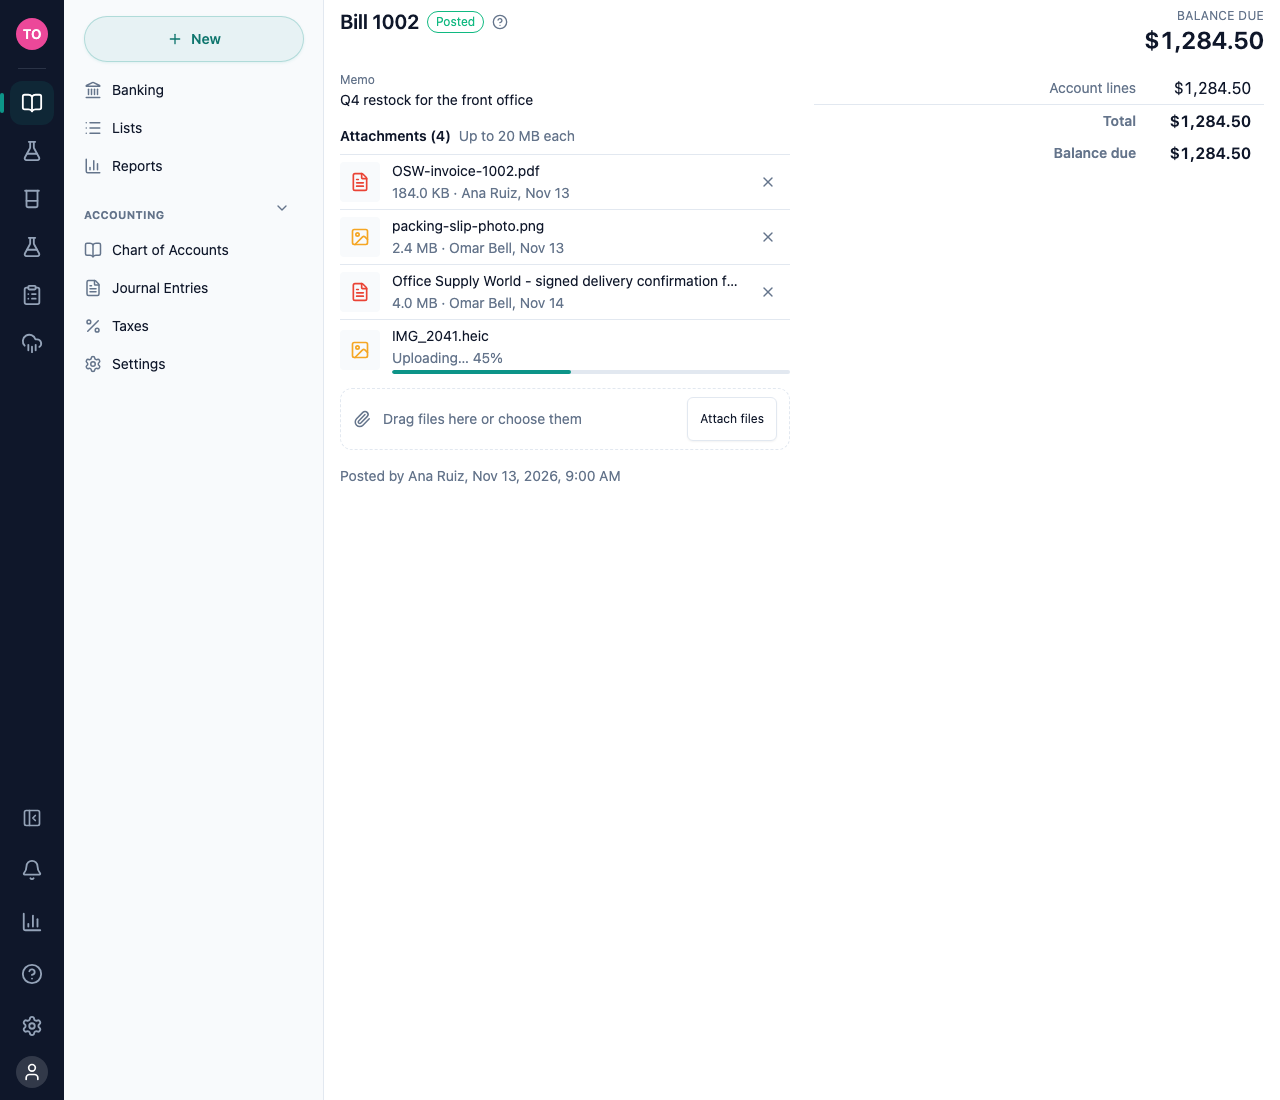 TO
New
Banking
Lists
Reports
ACCOUNTING
Chart of Accounts
Journal Entries
Taxes
Settings
Bill 1002
Posted
BALANCE DUE
$1,284.50
Memo
Q4 restock for the front office
Account lines $1,284.50
Total $1,284.50
Balance due $1,284.50
Attachments (4) Up to 20 MB each
OSW-invoice-1002.pdf
184.0 KB · Ana Ruiz, Nov 13
packing-slip-photo.png
2.4 MB · Omar Bell, Nov 13
Office Supply World - signed delivery confirmation f...
4.0 MB · Omar Bell, Nov 14
IMG_2041.heic
Uploading... 45%
Drag files here or choose them
Attach files
Posted by Ana Ruiz, Nov 13, 2026, 9:00 AM